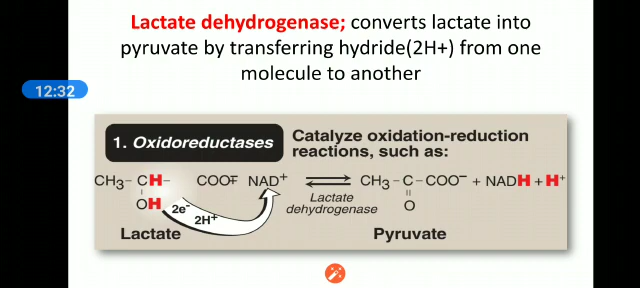 Lactate dehydrogenase; converts lactate into
pyruvate by transferring hydride(2H+) from one
molecule to another
12:32
1. Oxidoreductases
Catalyze oxidation-reduction
reactions, such as:
CH₃– CH– COO⁻ + NAD⁺ ⇌ CH₃ – C – COO⁻ + NADH + H⁺
OH 2e⁻ 2H⁺
Lactate
dehydrogenase
O
Lactate
Pyruvate